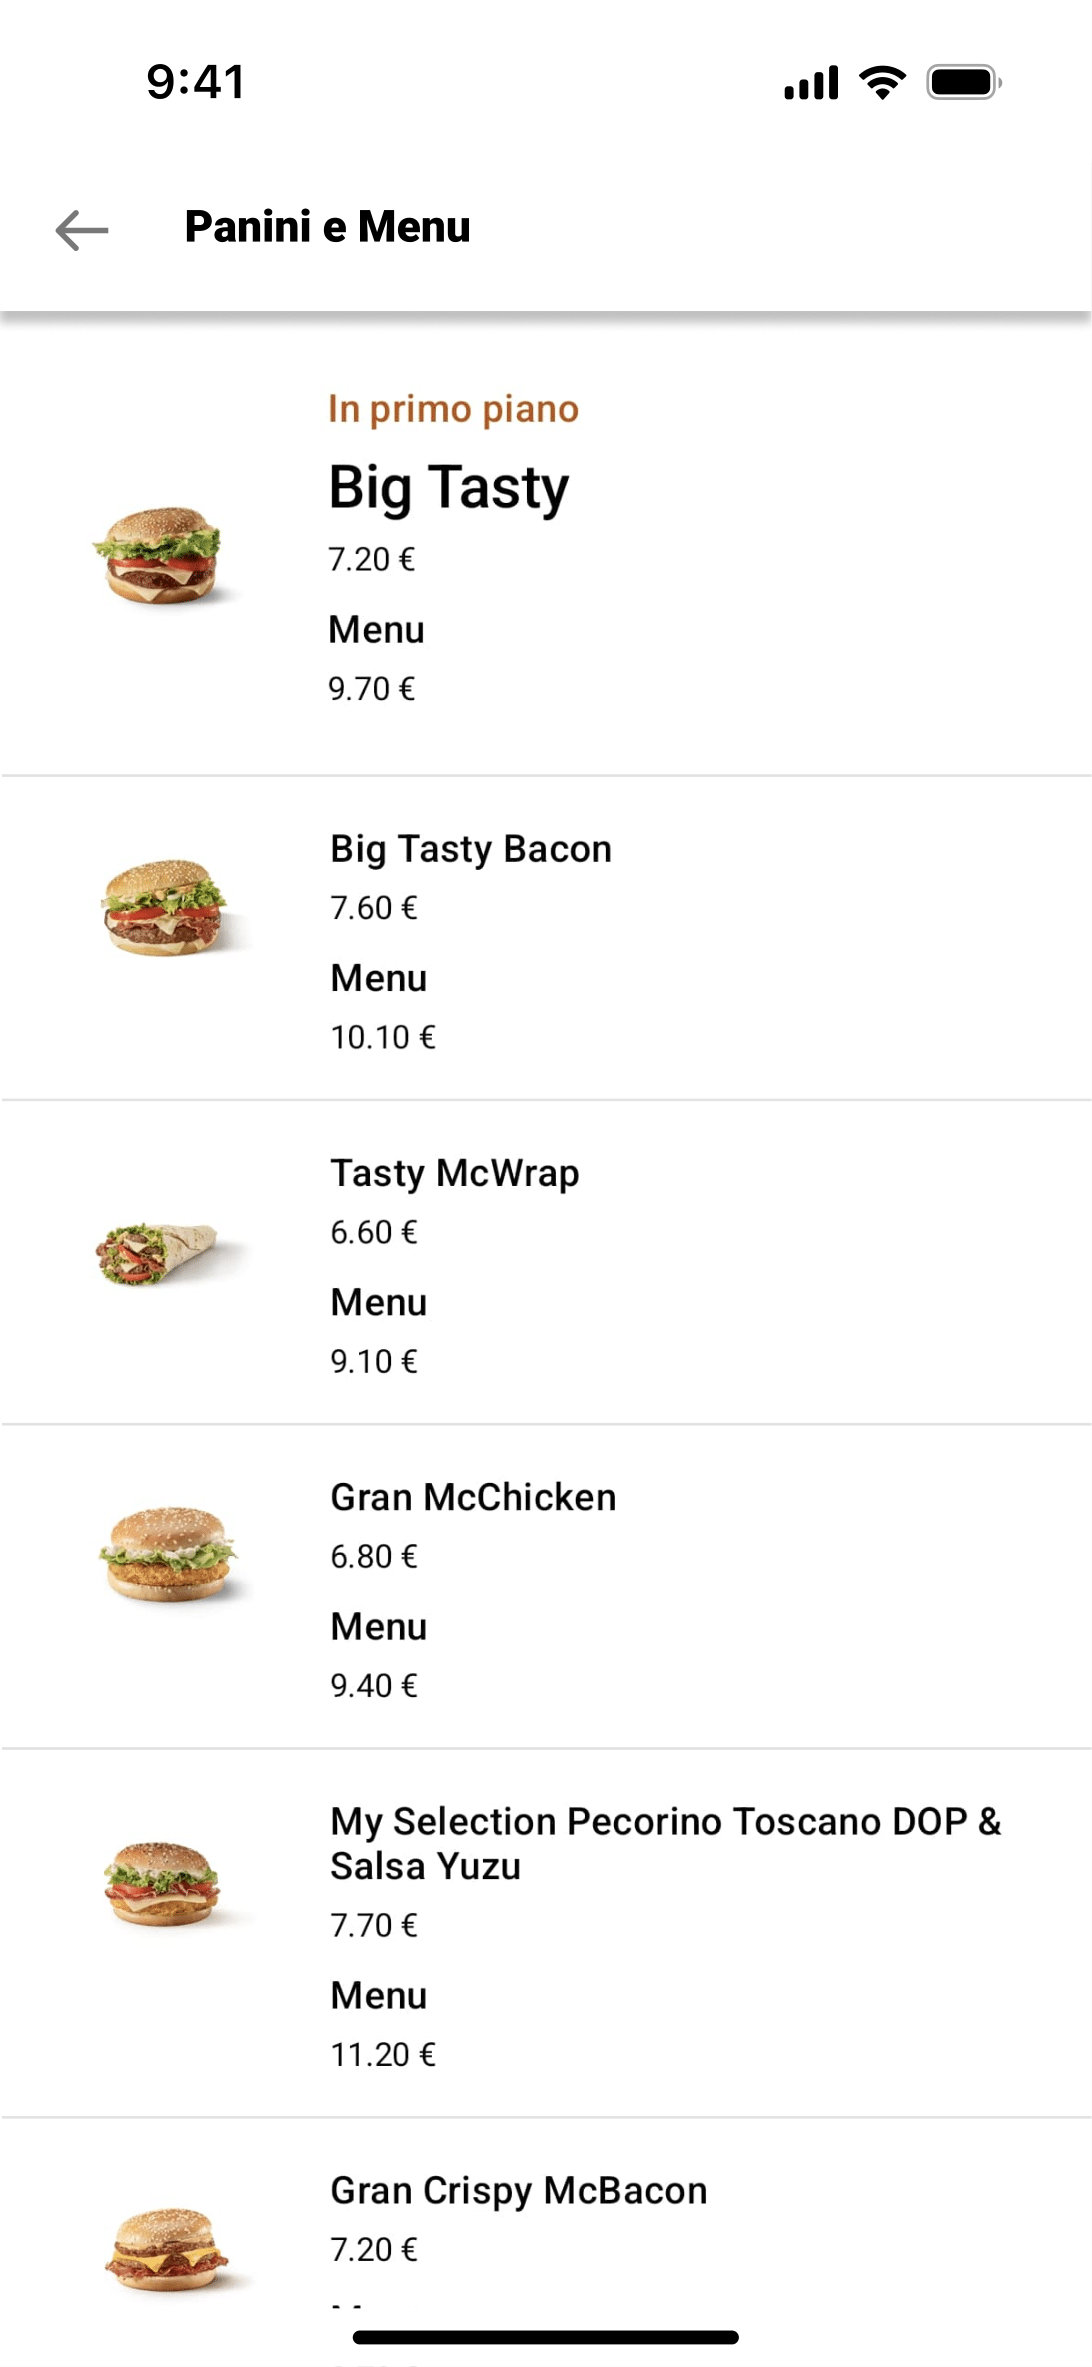 9:41
Panini e Menu
In primo piano
Big Tasty
7.20 €
Menu
9.70 €
Big Tasty Bacon
7.60 €
Menu
10.10 €
Tasty McWrap
6.60 €
Menu
9.10 €
Gran McChicken
6.80 €
Menu
9.40 €
My Selection Pecorino Toscano DOP &
Salsa Yuzu
7.70 €
Menu
11.20 €
Gran Crispy McBacon
7.20 €